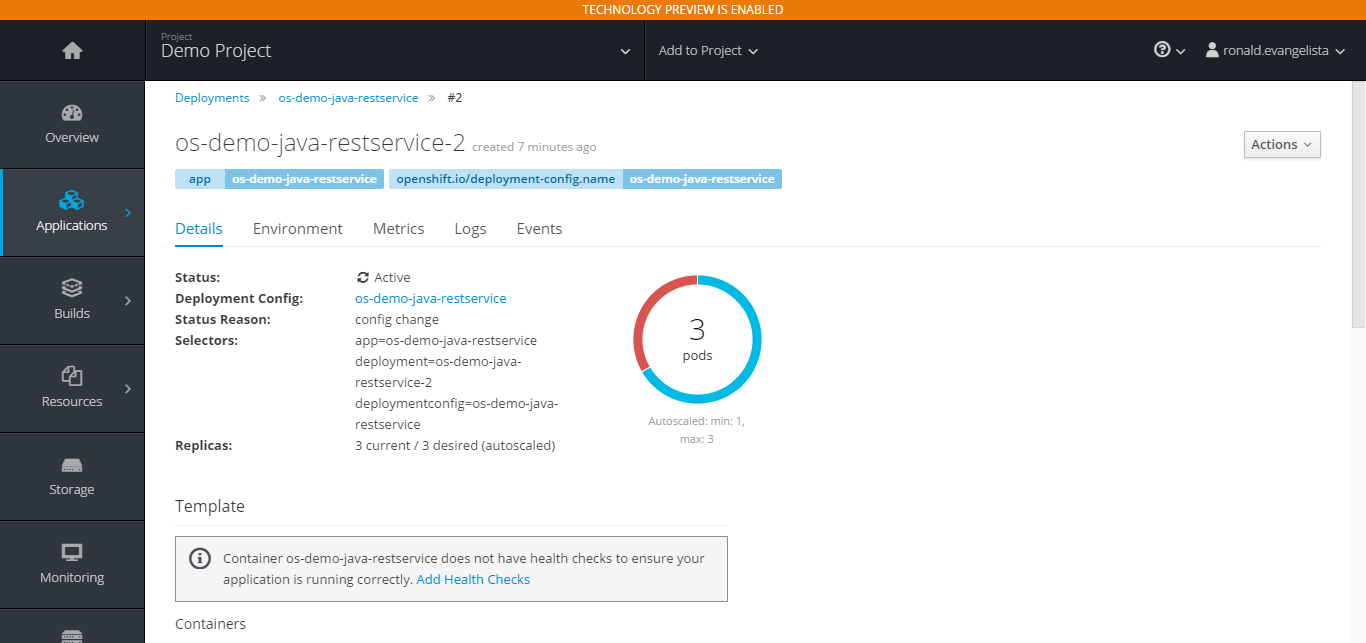 TECHNOLOGY PREVIEW IS ENABLED
Project
Demo Project
Add to Project
ronald.evangelista
Overview
Applications
Builds
Resources
Storage
Monitoring
Deployments » os-demo-java-restservice » #2
os-demo-java-restservice-2 created 7 minutes ago
Actions
app os-demo-java-restservice openshift.io/deployment-config.name os-demo-java-restservice
Details Environment Metrics Logs Events
Status: Active
Deployment Config: os-demo-java-restservice
Status Reason: config change
Selectors: app=os-demo-java-restservice
deployment=os-demo-java-
restservice-2
deploymentconfig=os-demo-java-
restservice
Replicas: 3 current / 3 desired (autoscaled)
3
pods
Autoscaled: min: 1,
max: 3
Template
Container os-demo-java-restservice does not have health checks to ensure your
application is running correctly. Add Health Checks
Containers